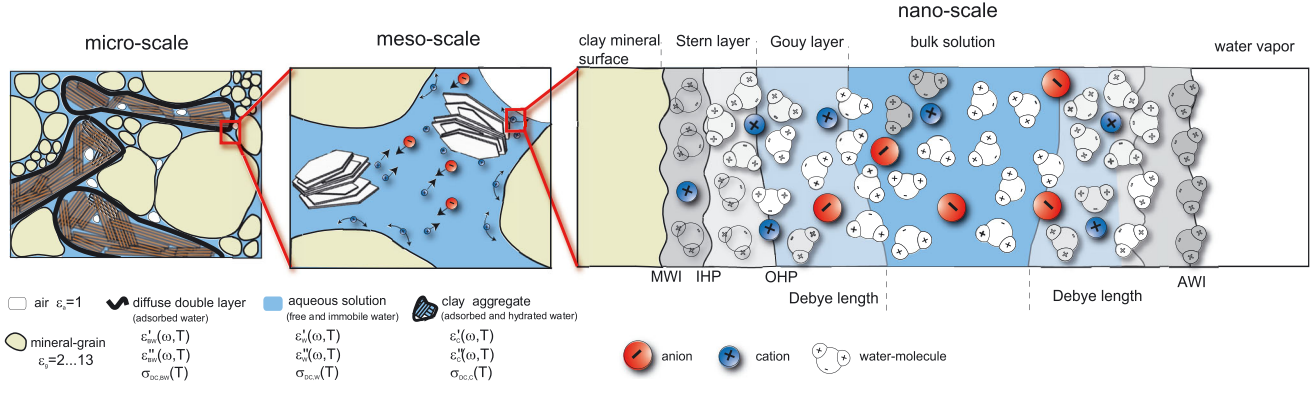 micro-scale
meso-scale
nano-scale
clay mineral
surface
Stern layer
Gouy layer
bulk solution
water vapor
MWI
IHP
OHP
AWI
Debye length
Debye length
air εₐ=1
diffuse double layer
(adsorbed water)
ε'BW(ω,T)
ε''BW(ω,T)
σDC,BW(T)
aqueous solution
(free and immobile water)
ε'W(ω,T)
ε''W(ω,T)
σDC,W(T)
clay aggregate
(adsorbed and hydrated water)
ε'C(ω,T)
ε''C(ω,T)
σDC,C(T)
mineral-grain
εg=2...13
anion
cation
water-molecule